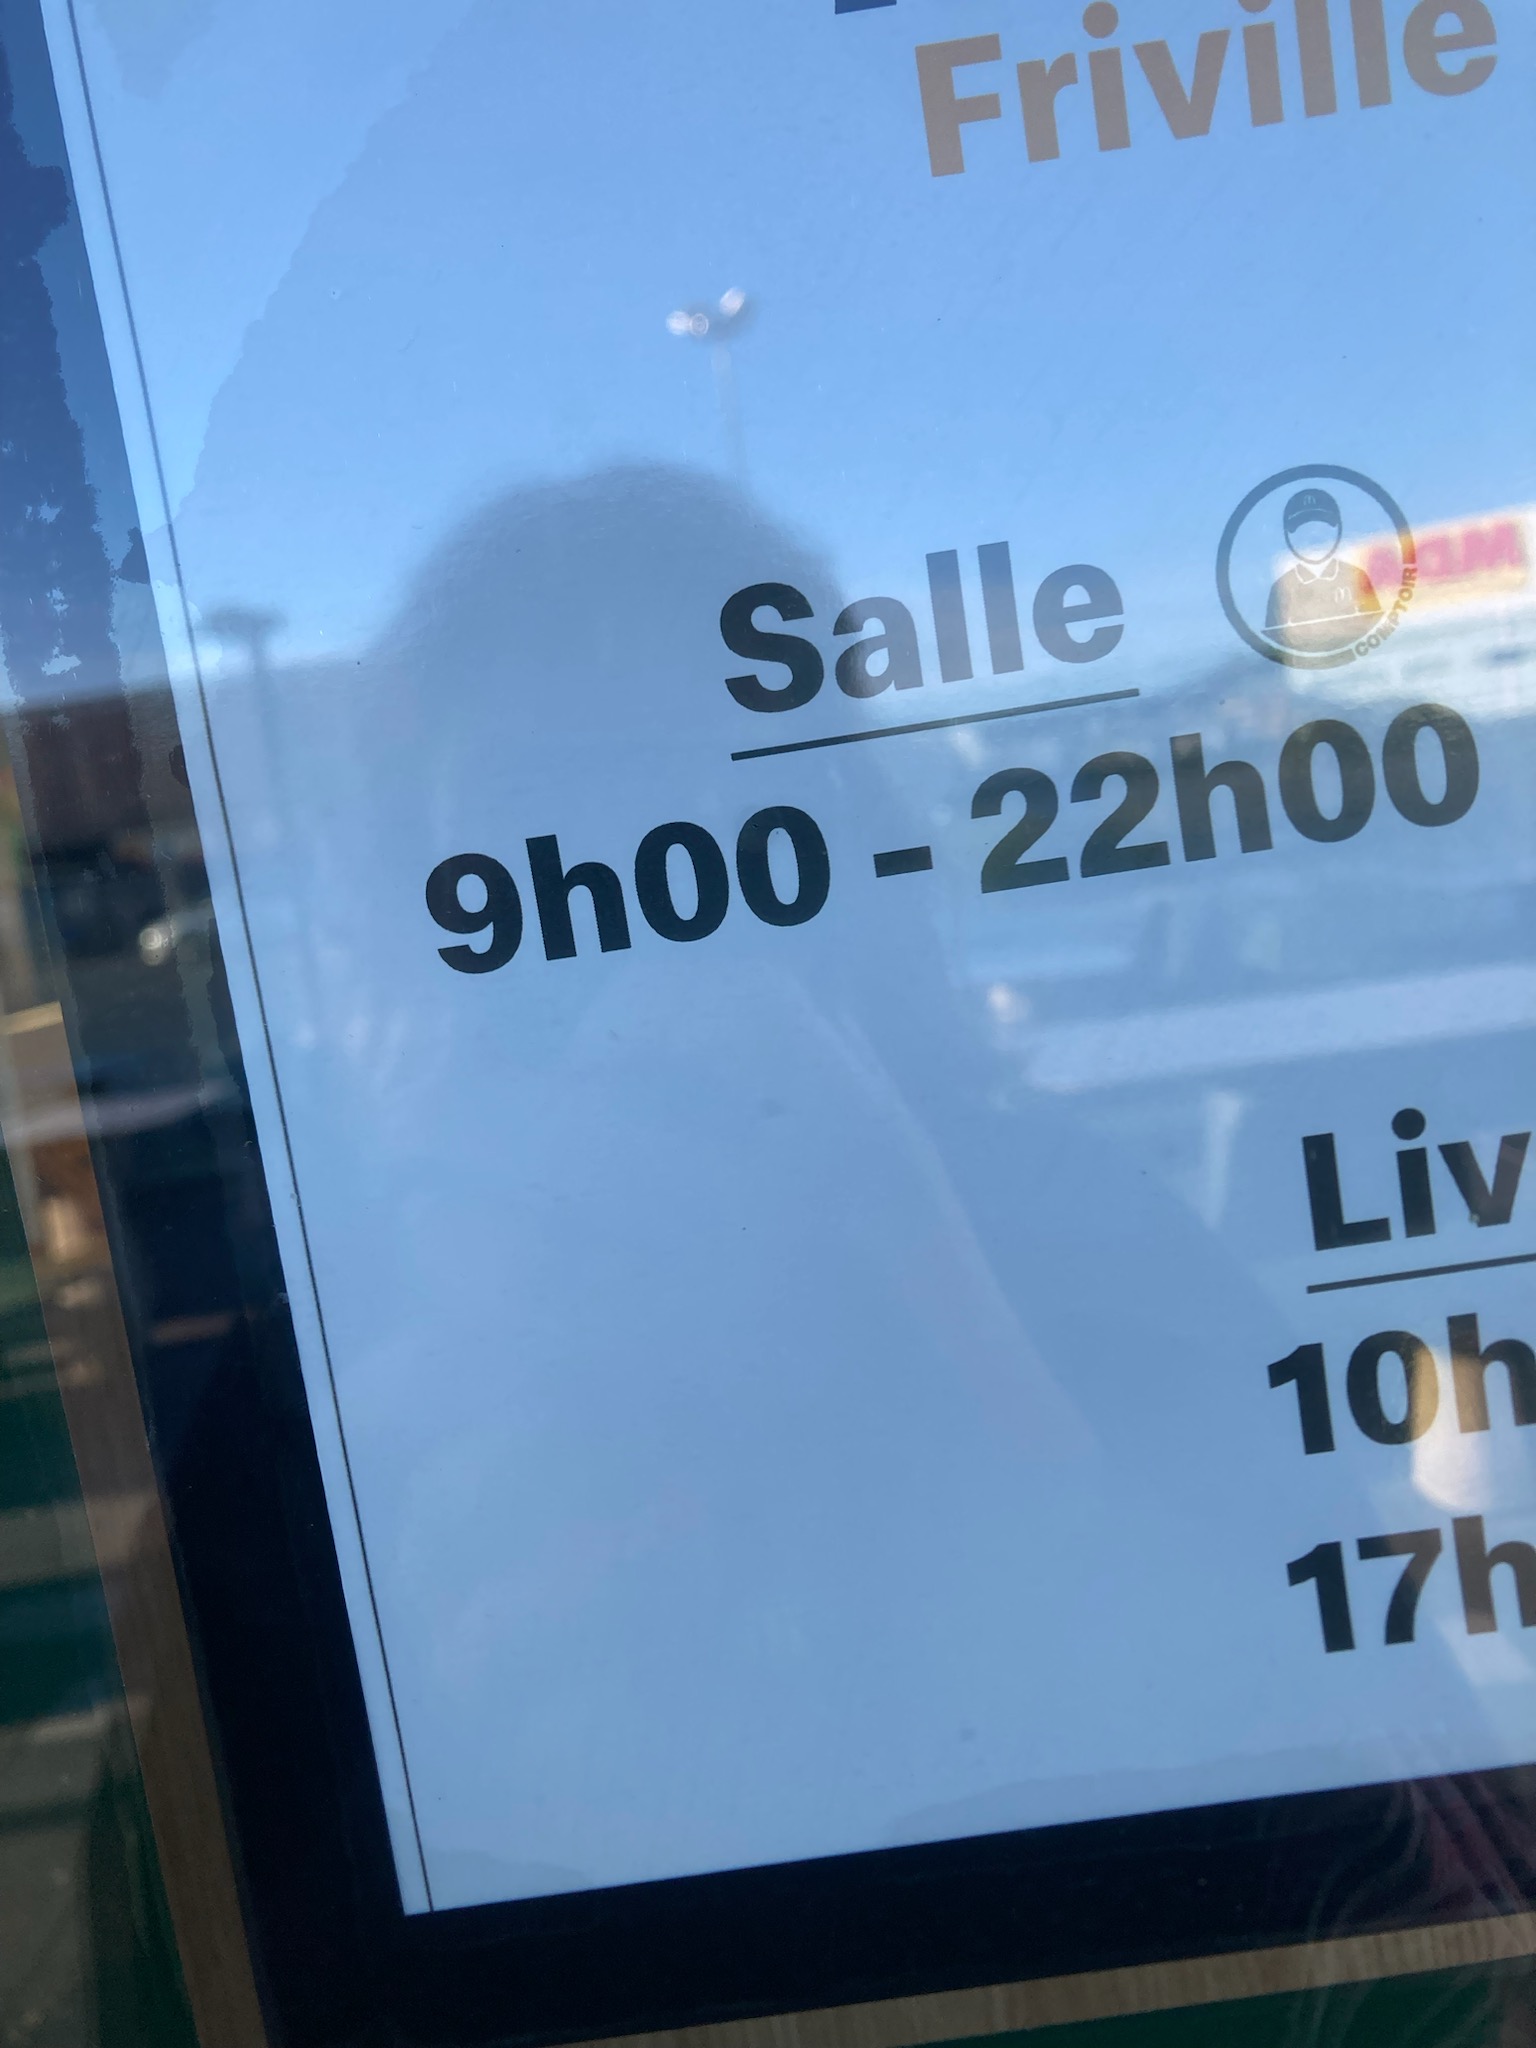 Friville
Salle
COMPTOIR
9h00 - 22h00
Liv
10h
17h